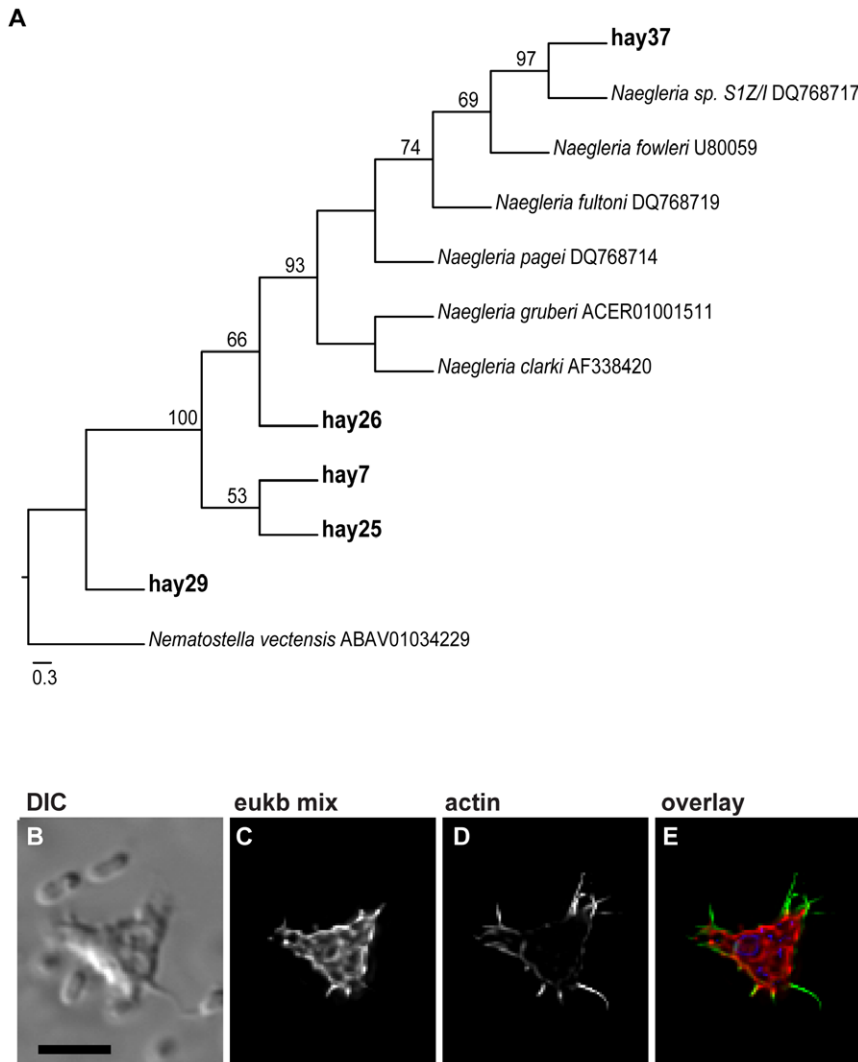 A
hay37
97
Naegleria sp. S1Z/I DQ768717
69
Naegleria fowleri U80059
74
Naegleria fultoni DQ768719
Naegleria pagei DQ768714
93
Naegleria gruberi ACER01001511
66
Naegleria clarki AF338420
100
hay26
hay7
53
hay25
hay29
Nematostella vectensis ABAV01034229
0.3
DIC eukb mix actin overlay
B C D E